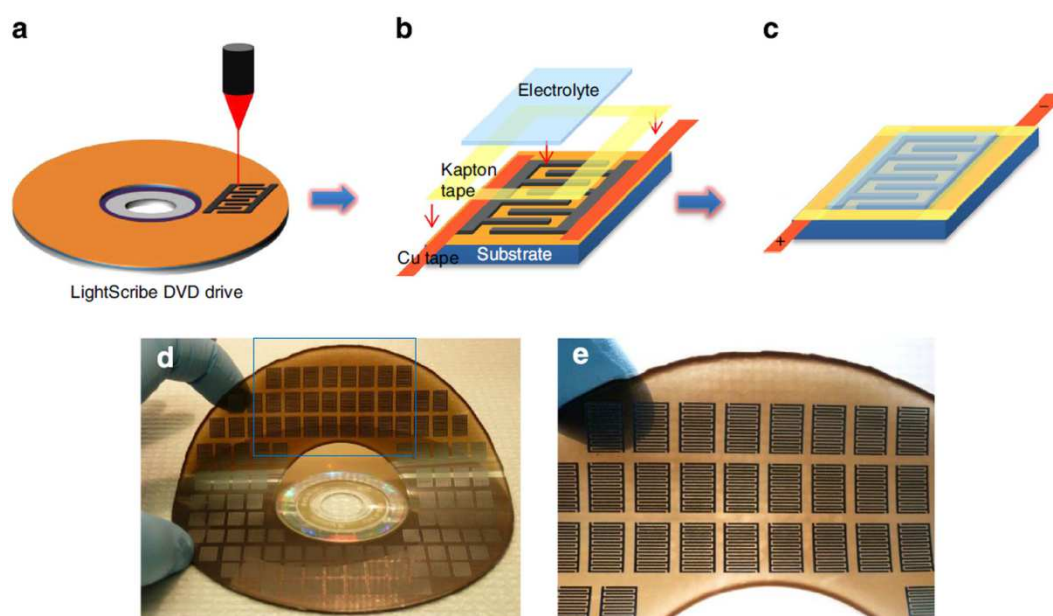 a
b
c
Electrolyte
Kapton
tape
Cu tape
Substrate
+
−
LightScribe DVD drive
d
e